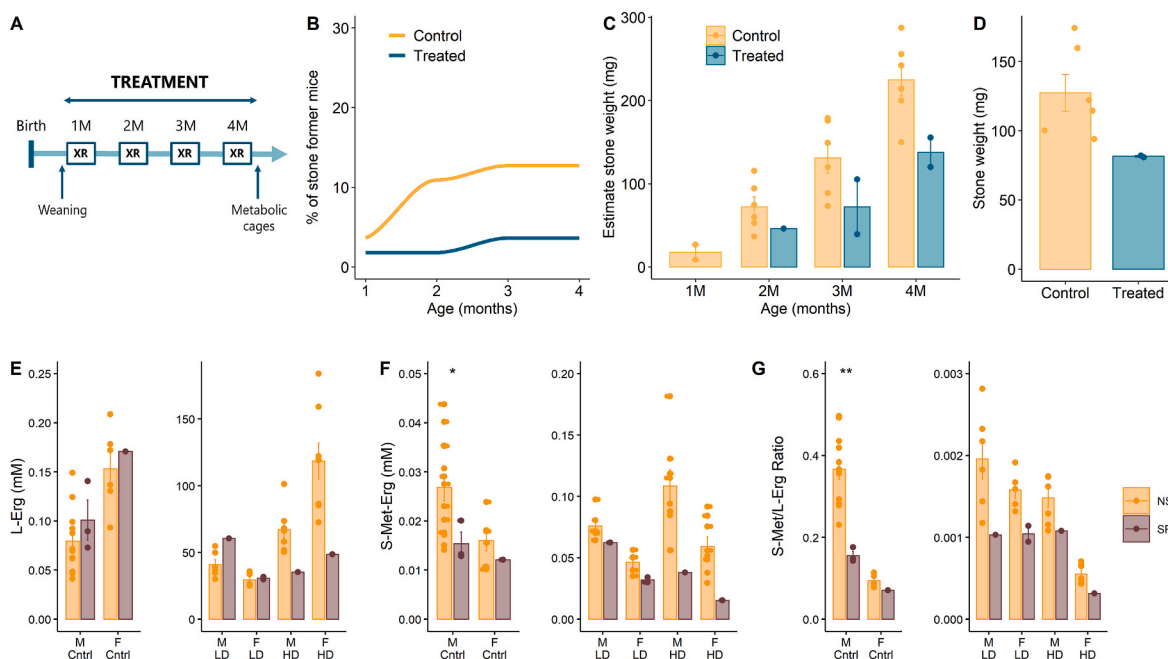 A
TREATMENT
Birth 1M 2M 3M 4M
XR XR XR XR
Weaning
Metabolic
cages
B
% of stone former mice
30
20
10
0
Control
Treated
1 2 3 4
Age (months)
C
Estimate stone weight (mg)
300
200
100
0
Control
Treated
1M 2M 3M 4M
Age (months)
D
Stone weight (mg)
150
100
50
0
Control Treated
E
L-Erg (mM)
0.25
0.20
0.15
0.10
0.05
0.00
M F
Cntrl Cntrl
150
100
50
0.00
M F M F
LD LD HD HD
F
S-Met-Erg (mM)
0.05
0.04
0.03
0.02
0.01
0.00
*
M F
Cntrl Cntrl
0.20
0.15
0.10
0.05
0.00
M F M F
LD LD HD HD
G
S-Met/L-Erg Ratio
0.6
0.4
0.2
0.0
**
M F
Cntrl Cntrl
0.003
0.002
0.001
0.000
M F M F
LD LD HD HD